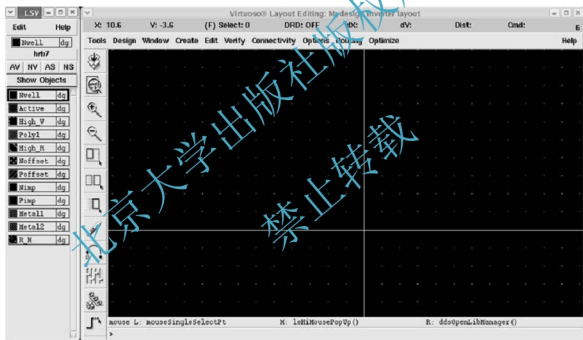 LSV
Edit Help
Nwell dg
hrb7
AV NV AS NS
Show Objects
Nwell dg
Active dg
High_V dg
Poly1 dg
High_R dg
Noffset dg
Poffset dg
Nimp dg
Pimp dg
Metal1 dg
Metal2 dg
R_N dg
Virtuoso® Layout Editing: Mydesign inverter layout
X: 10.6 Y: -3.6 (F) Select: 0 DRD: OFF dX: dY: Dist: Cmd: 6
Tools Design Window Create Edit Verify Connectivity Options Routing Optimize Help
mouse L: mouseSingleSelectPt M: leHiMousePopUp() R: ddsOpenLibManager()
>
北京大学出版社版权
禁止转载